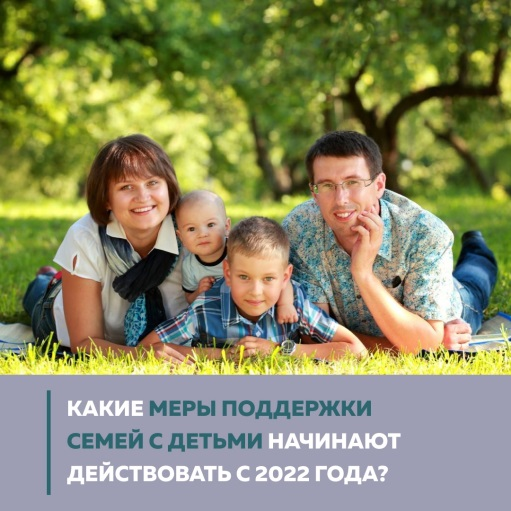 КАКИЕ МЕРЫ ПОДДЕРЖКИ
СЕМЕЙ С ДЕТЬМИ НАЧИНАЮТ
ДЕЙСТВОВАТЬ С 2022 ГОДА?